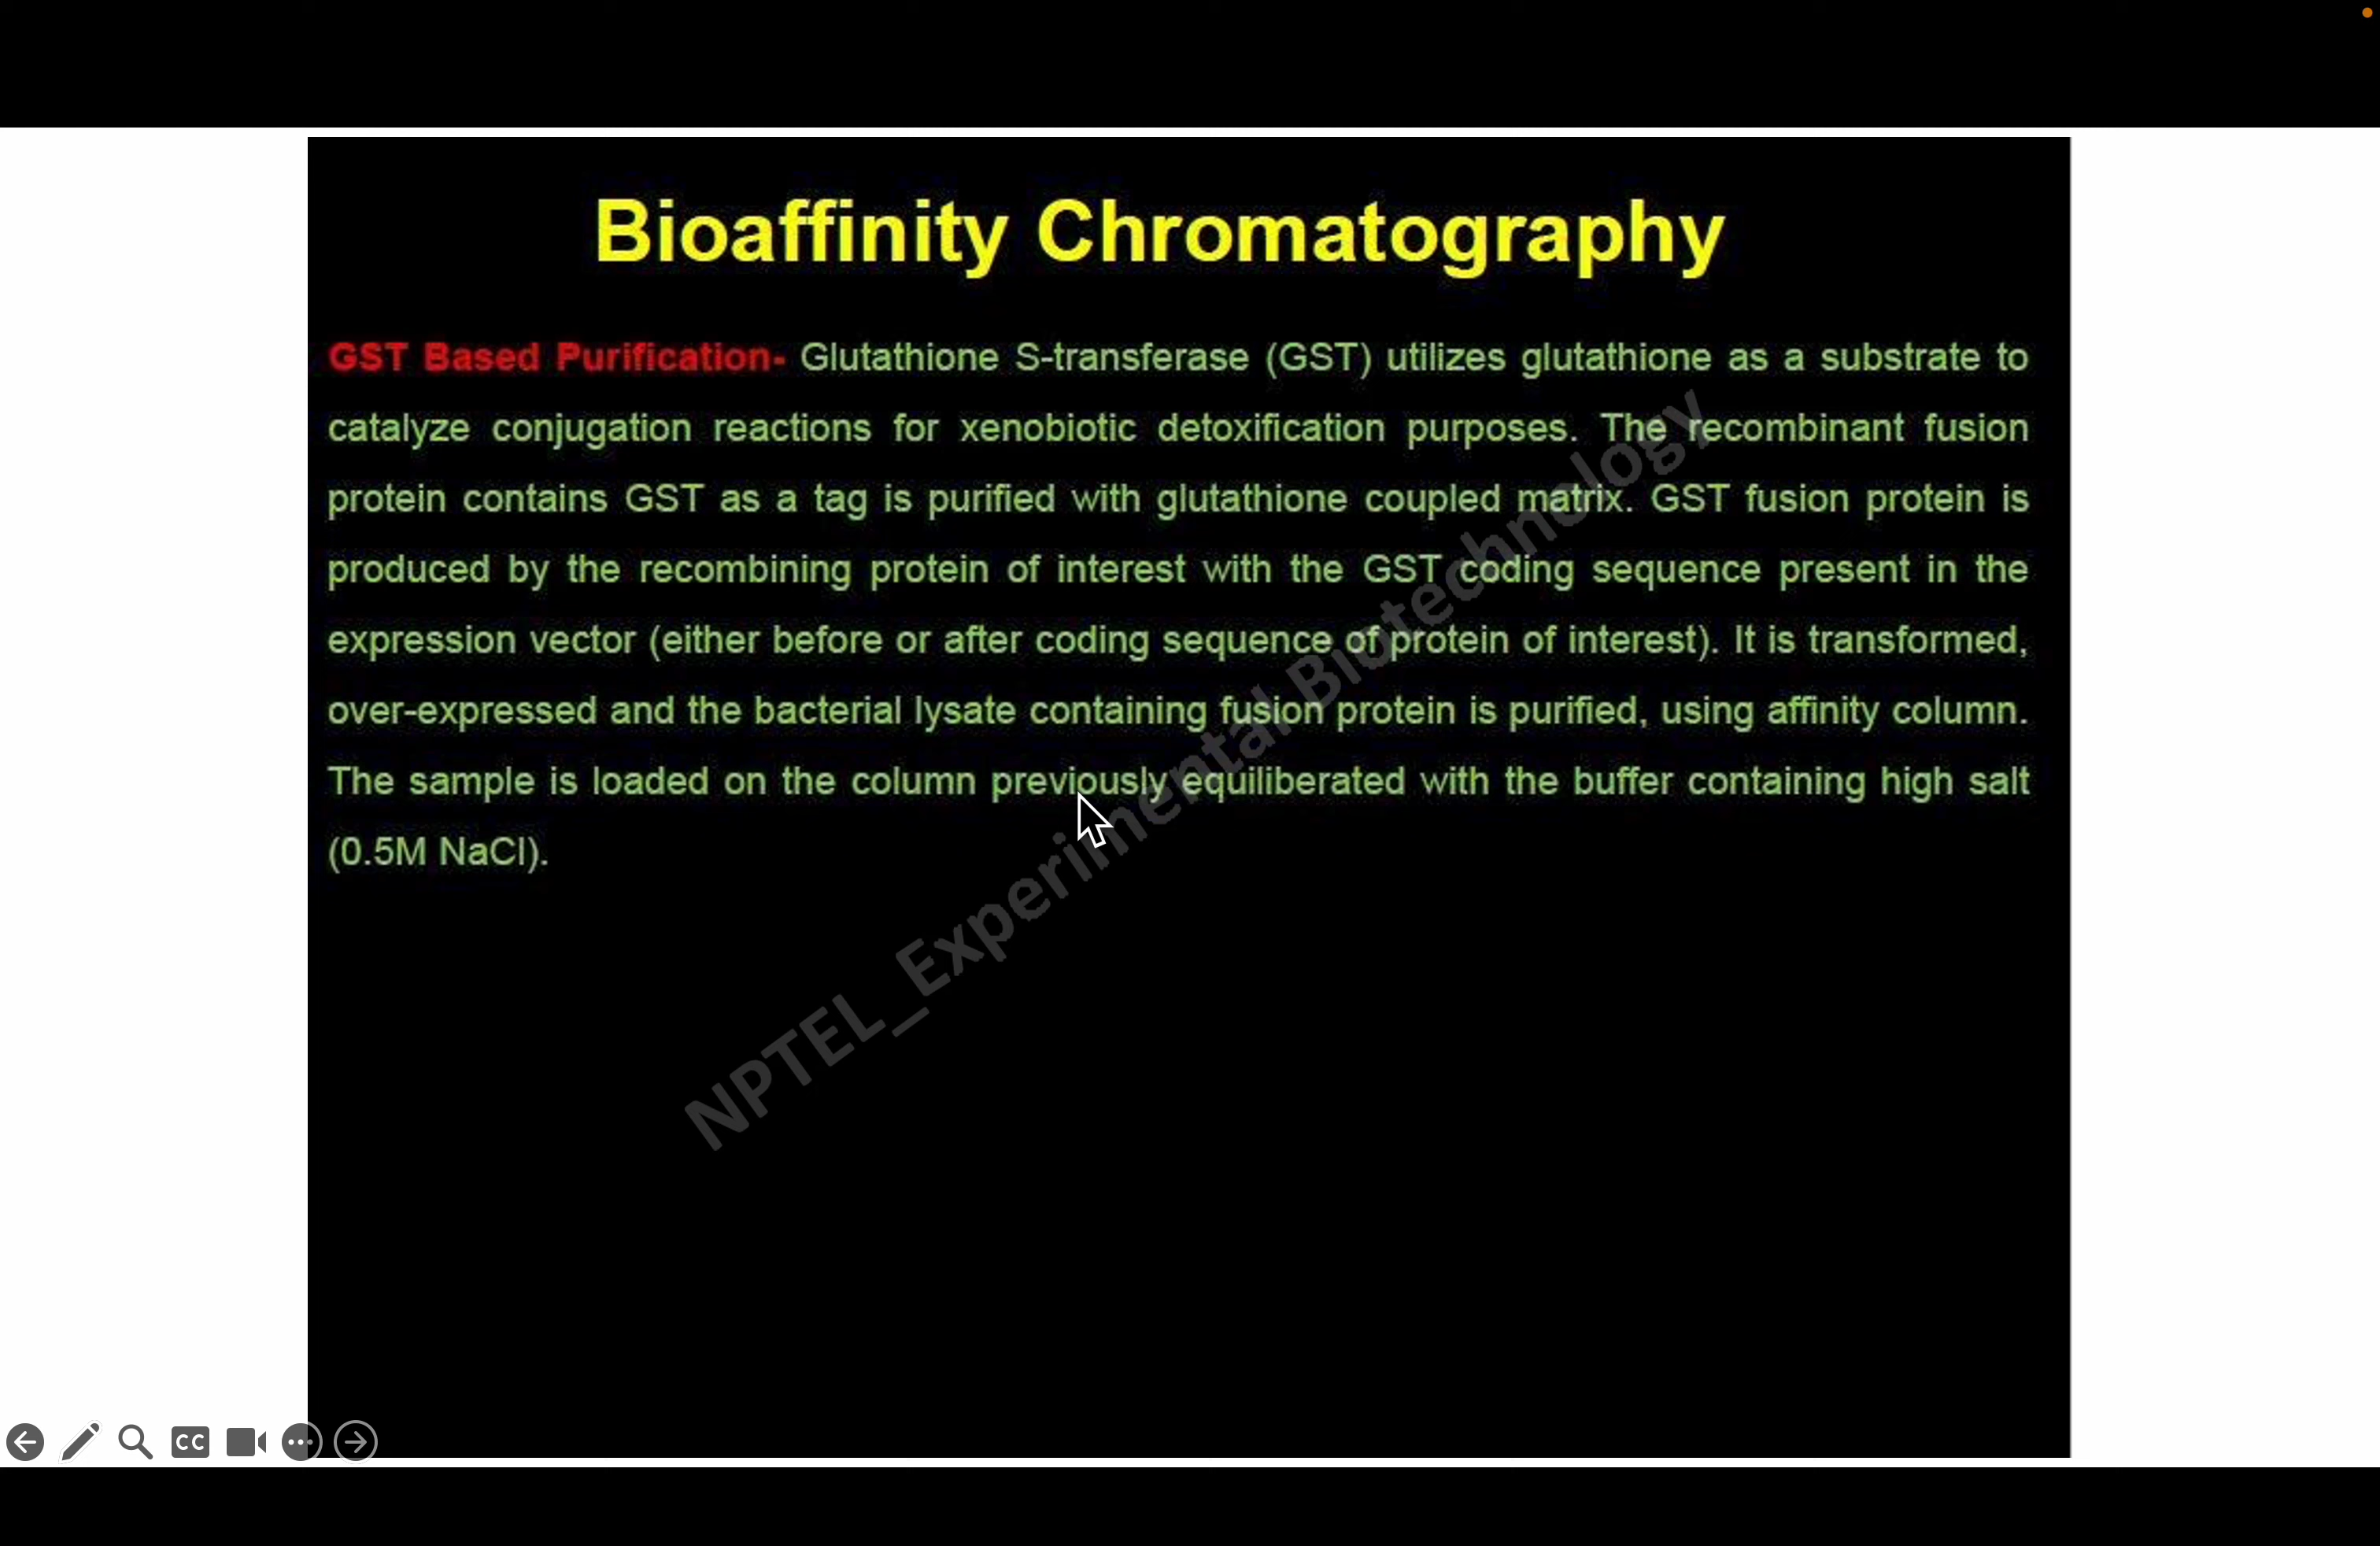 Bioaffinity Chromatography
GST Based Purification- Glutathione S-transferase (GST) utilizes glutathione as a substrate to
catalyze conjugation reactions for xenobiotic detoxification purposes. The recombinant fusion
protein contains GST as a tag is purified with glutathione coupled matrix. GST fusion protein is
produced by the recombining protein of interest with the GST coding sequence present in the
expression vector (either before or after coding sequence of protein of interest). It is transformed,
over-expressed and the bacterial lysate containing fusion protein is purified, using affinity column.
The sample is loaded on the column previously equiliberated with the buffer containing high salt
(0.5M NaCl).
NPTEL_Experimental Biotechnology
CC